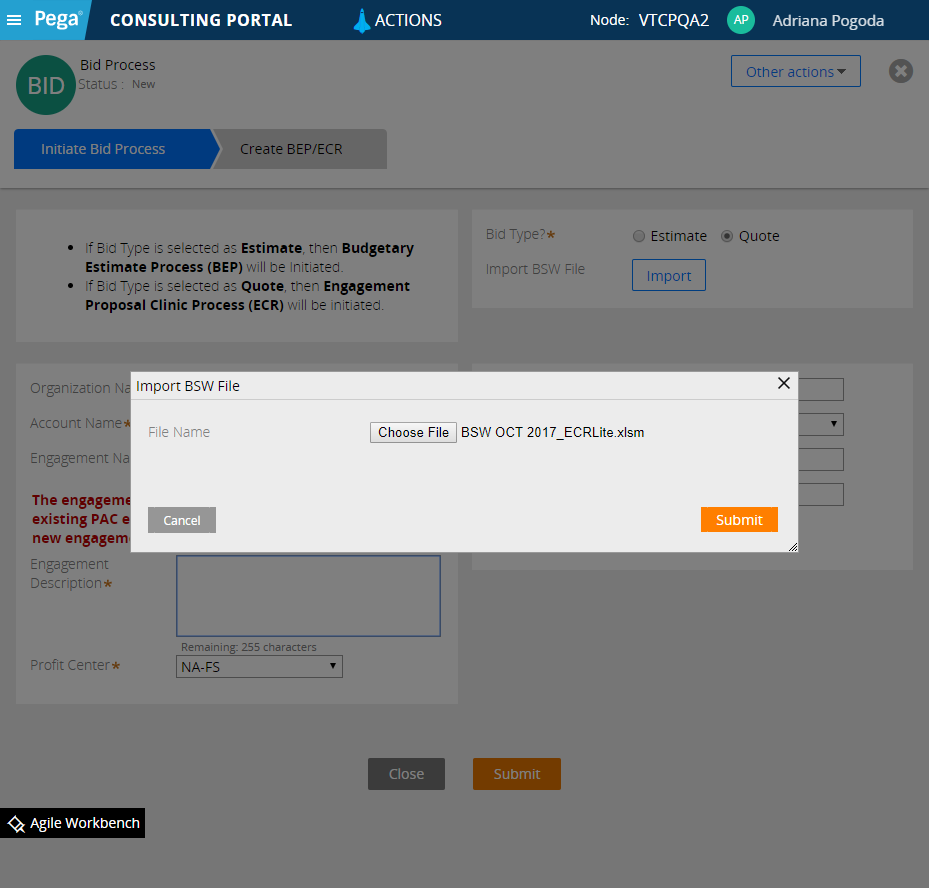 Pega® CONSULTING PORTAL ACTIONS Node: VTCPQA2 AP Adriana Pogoda
BID Bid Process
Status : New
Other actions
Initiate Bid Process Create BEP/ECR
If Bid Type is selected as Estimate, then Budgetary
Estimate Process (BEP) will be Initiated.
If Bid Type is selected as Quote, then Engagement
Proposal Clinic Process (ECR) will be initiated.
Bid Type?* Estimate Quote
Import BSW File Import
Organization Na
Account Name*
Engagement Na
The engageme
existing PAC e
new engagem
Import BSW File
File Name Choose File BSW OCT 2017_ECRLite.xlsm
Cancel Submit
Engagement
Description*
Remaining: 255 characters
Profit Center* NA-FS
Close Submit
Agile Workbench